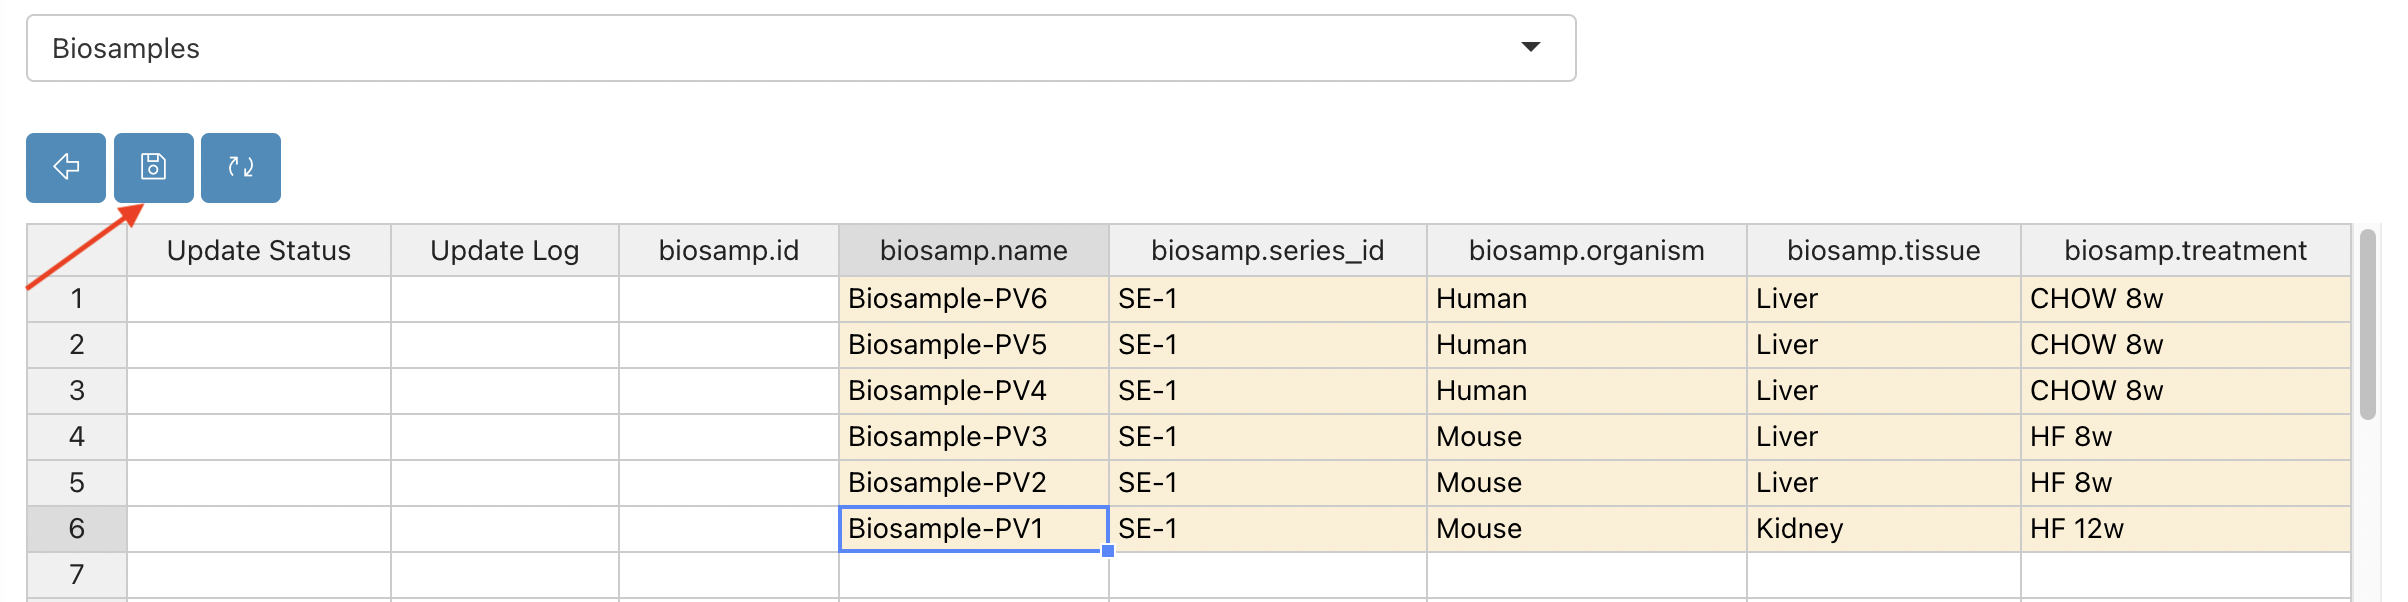 Biosamples
Update Status Update Log biosamp.id biosamp.name biosamp.series_id biosamp.organism biosamp.tissue biosamp.treatment
1 Biosample-PV6 SE-1 Human Liver CHOW 8w
2 Biosample-PV5 SE-1 Human Liver CHOW 8w
3 Biosample-PV4 SE-1 Human Liver CHOW 8w
4 Biosample-PV3 SE-1 Mouse Liver HF 8w
5 Biosample-PV2 SE-1 Mouse Liver HF 8w
6 Biosample-PV1 SE-1 Mouse Kidney HF 12w
7